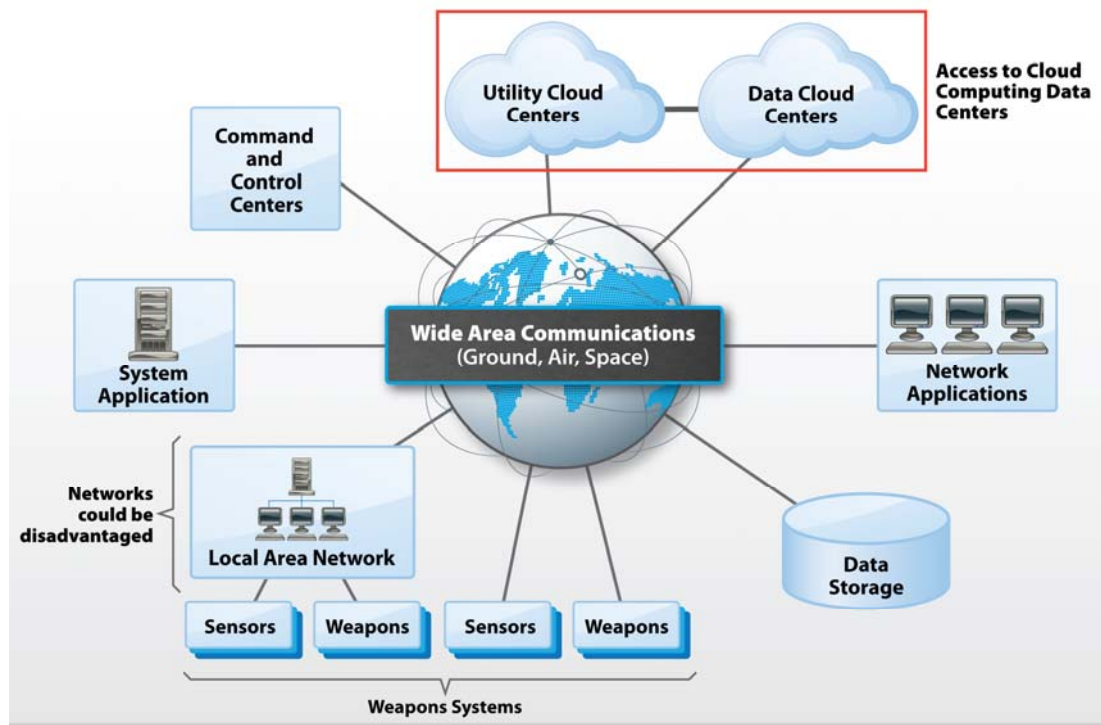 Utility Cloud
Centers
Data Cloud
Centers
Access to Cloud
Computing Data
Centers
Command
and
Control
Centers
Wide Area Communications
(Ground, Air, Space)
System
Application
Network
Applications
Networks
could be
disadvantaged
Local Area Network
Data
Storage
Sensors
Weapons
Sensors
Weapons
Weapons Systems